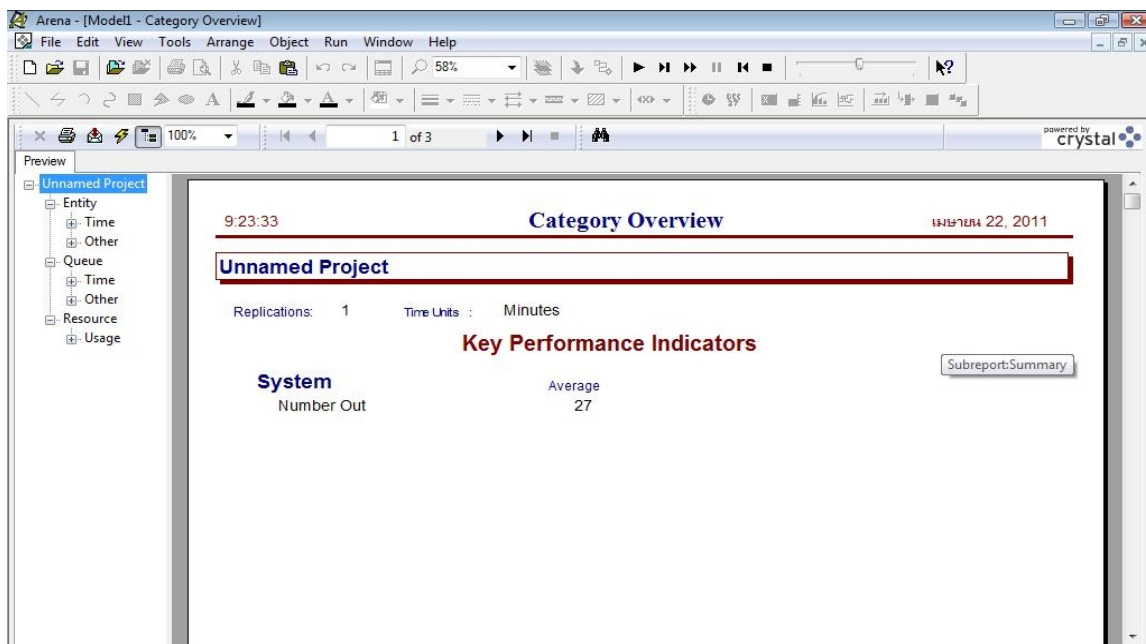 Arena - [Model1 - Category Overview]
File Edit View Tools Arrange Object Run Window Help
58%
100% 1 of 3
powered by
crystal
Preview
Unnamed Project
Entity
Time
Other
Queue
Time
Other
Resource
Usage
9:23:33 Category Overview เมษายน 22, 2011
Unnamed Project
Replications: 1 Time Units : Minutes
Key Performance Indicators
Subreport:Summary
System Average
Number Out 27